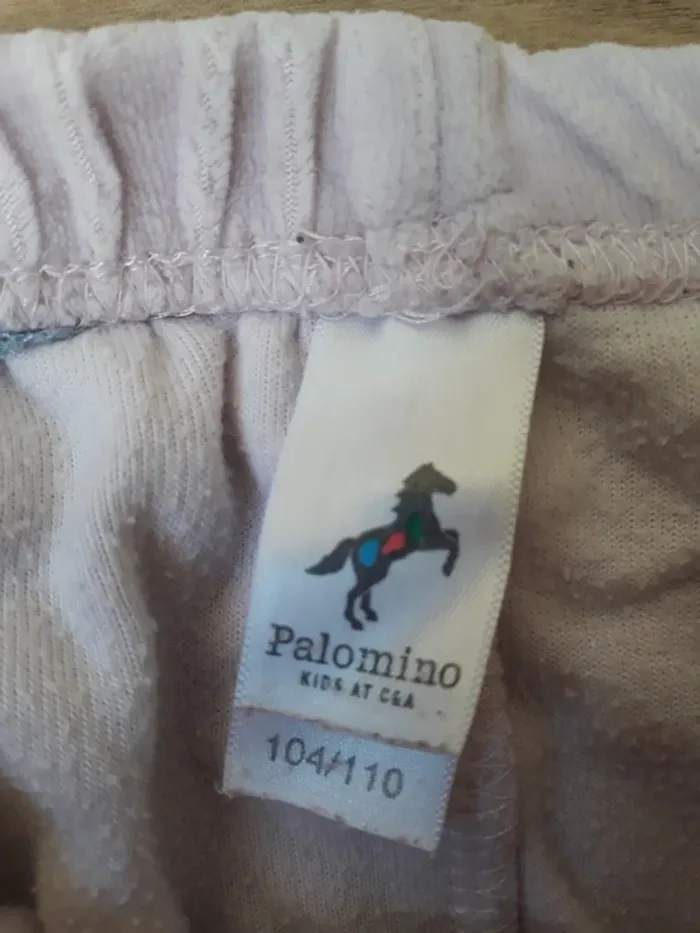 Palomino
KIDS AT C&A
104/110